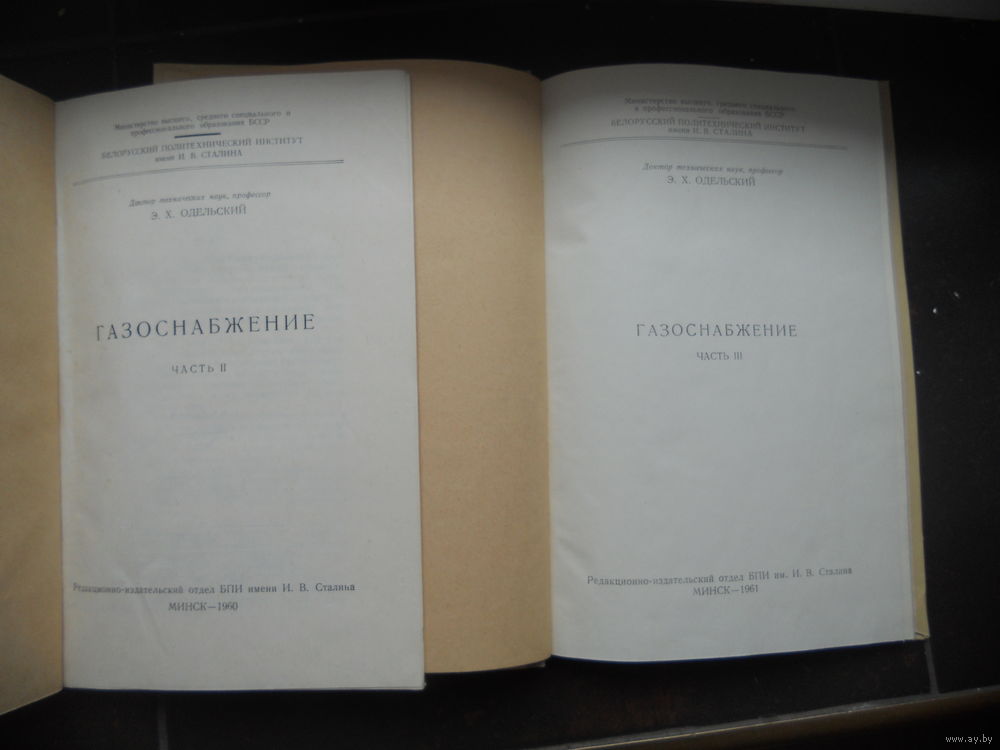 Министерство высшего, среднего специального и
профессионального образования БССР
БЕЛОРУССКИЙ ПОЛИТЕХНИЧЕСКИЙ ИНСТИТУТ
имени И. В. СТАЛИНА
Доктор технических наук, профессор
Э. Х. ОДЕЛЬСКИЙ
ГАЗОСНАБЖЕНИЕ
ЧАСТЬ II
Редакционно-издательский отдел БПИ имени И. В. Сталина
МИНСК—1960
Министерство высшего, среднего специального
и профессионального образования БССР
БЕЛОРУССКИЙ ПОЛИТЕХНИЧЕСКИЙ ИНСТИТУТ
имени И. В. СТАЛИНА
Доктор технических наук, профессор
Э. Х. ОДЕЛЬСКИЙ
ГАЗОСНАБЖЕНИЕ
ЧАСТЬ III
Редакционно-издательский отдел БПИ им. И. В. Сталина
МИНСК—1961
www.ay.by